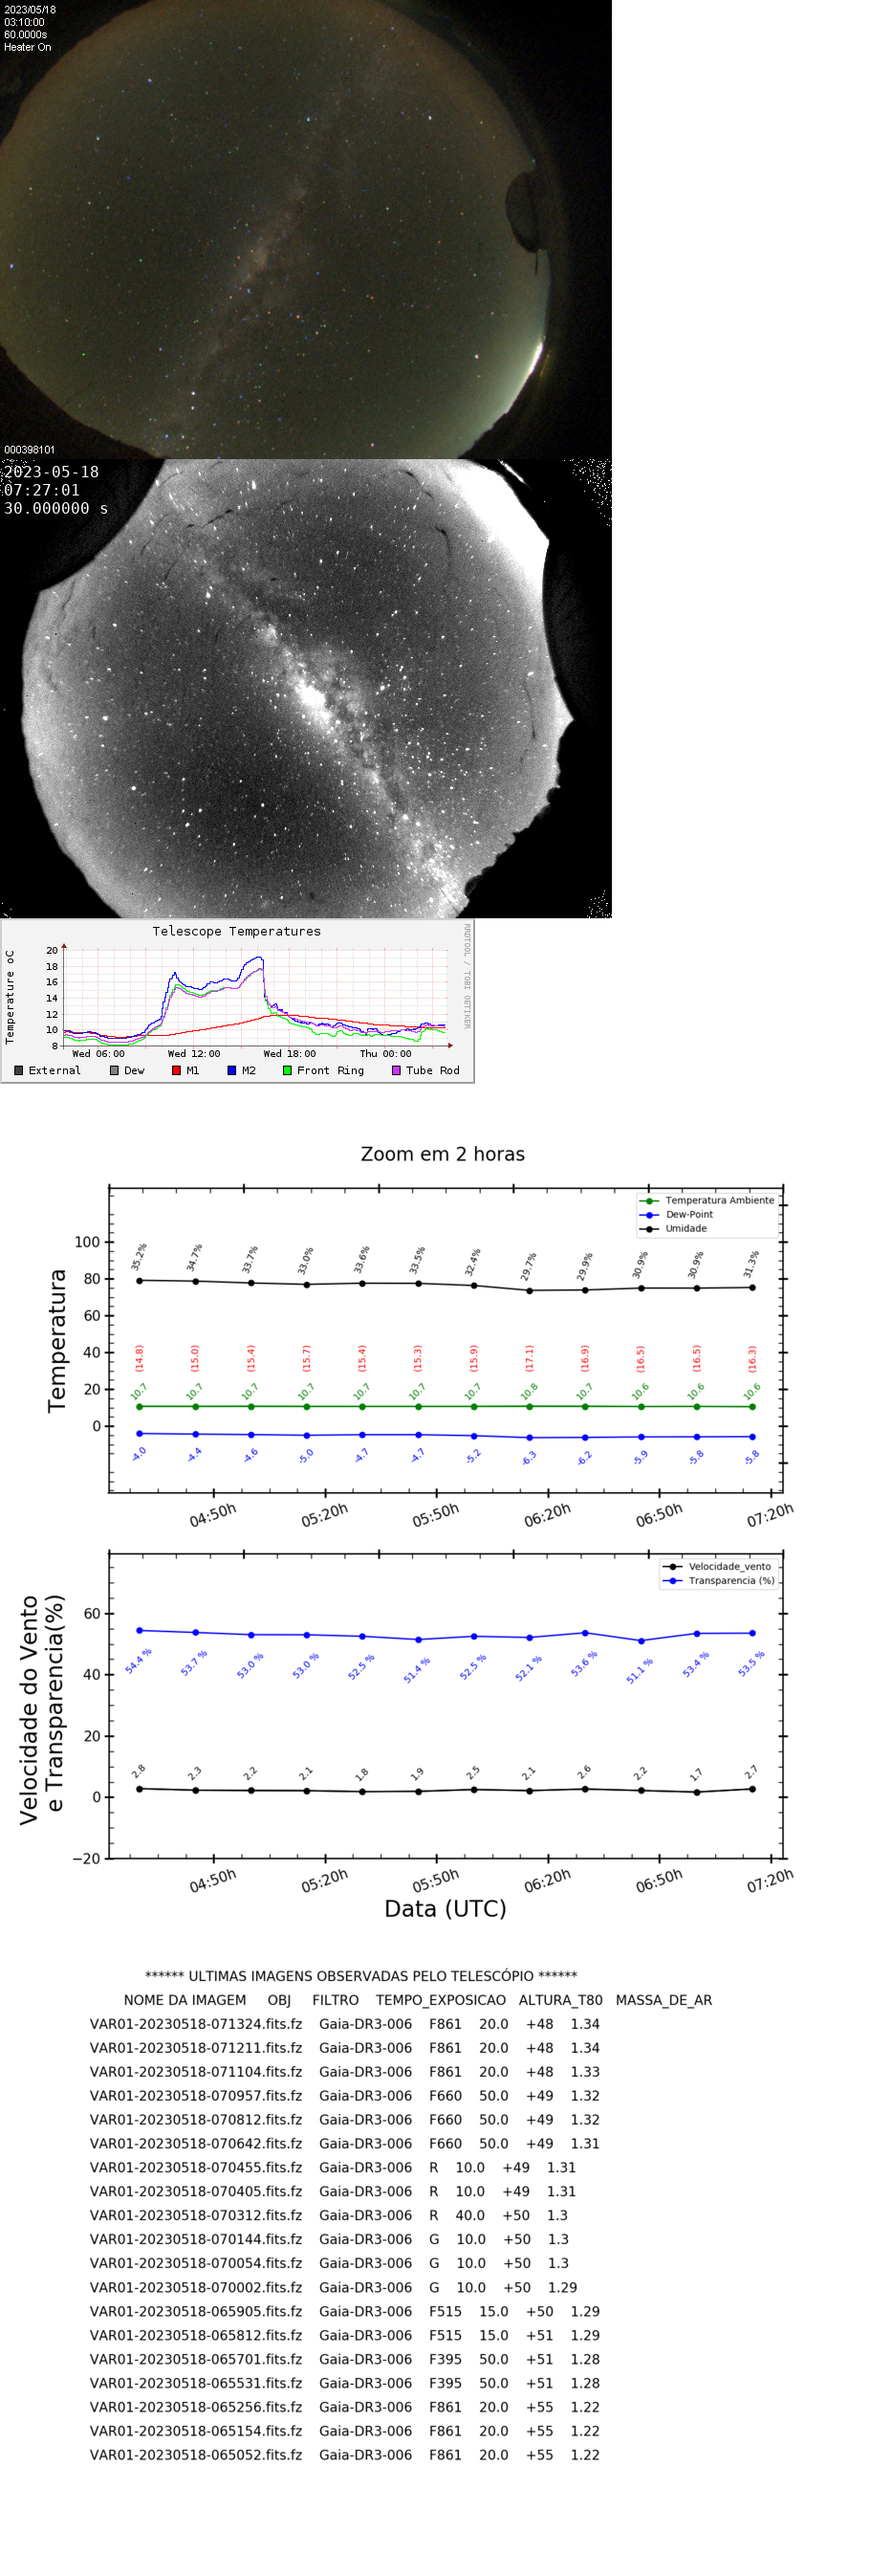 2023/05/18
03:10:00
60.0000s
Heater On
000398101
2023-05-18
07:27:01
30.000000 s
Telescope Temperatures
RRDTOOL / TOBI OETIKER
Temperature oC
20
18
16
14
12
10
8
Wed 06:00 Wed 12:00 Wed 18:00 Thu 00:00
External Dew M1 M2 Front Ring Tube Rod
Zoom em 2 horas
Temperatura Ambiente
Dew-Point
Umidade
Temperatura
100
80
60
40
20
0
35.2% 34.7% 33.7% 33.0% 33.6% 33.5% 32.4% 29.7% 29.9% 30.9% 30.9% 31.3%
(14.8) (15.0) (15.4) (15.7) (15.4) (15.3) (15.9) (17.1) (16.9) (16.5) (16.5) (16.3)
10.7 10.7 10.7 10.7 10.7 10.7 10.7 10.8 10.7 10.6 10.6 10.6
-4.0 -4.4 -4.6 -5.0 -4.7 -4.7 -5.2 -6.3 -6.2 -5.9 -5.8 -5.8
04:50h 05:20h 05:50h 06:20h 06:50h 07:20h
Velocidade_vento
Transparencia (%)
Velocidade do Vento
e Transparencia(%)
60
40
20
0
−20
54.4 % 53.7 % 53.0 % 53.0 % 52.5 % 51.4 % 52.5 % 52.1 % 53.6 % 51.1 % 53.4 % 53.5 %
2.8 2.3 2.2 2.1 1.8 1.9 2.5 2.1 2.6 2.2 1.7 2.7
04:50h 05:20h 05:50h 06:20h 06:50h 07:20h
Data (UTC)
****** ULTIMAS IMAGENS OBSERVADAS PELO TELESCÓPIO ******
NOME DA IMAGEM OBJ FILTRO TEMPO_EXPOSICAO ALTURA_T80 MASSA_DE_AR
VAR01-20230518-071324.fits.fz Gaia-DR3-006 F861 20.0 +48 1.34
VAR01-20230518-071211.fits.fz Gaia-DR3-006 F861 20.0 +48 1.34
VAR01-20230518-071104.fits.fz Gaia-DR3-006 F861 20.0 +48 1.33
VAR01-20230518-070957.fits.fz Gaia-DR3-006 F660 50.0 +49 1.32
VAR01-20230518-070812.fits.fz Gaia-DR3-006 F660 50.0 +49 1.32
VAR01-20230518-070642.fits.fz Gaia-DR3-006 F660 50.0 +49 1.31
VAR01-20230518-070455.fits.fz Gaia-DR3-006 R 10.0 +49 1.31
VAR01-20230518-070405.fits.fz Gaia-DR3-006 R 10.0 +49 1.31
VAR01-20230518-070312.fits.fz Gaia-DR3-006 R 40.0 +50 1.3
VAR01-20230518-070144.fits.fz Gaia-DR3-006 G 10.0 +50 1.3
VAR01-20230518-070054.fits.fz Gaia-DR3-006 G 10.0 +50 1.3
VAR01-20230518-070002.fits.fz Gaia-DR3-006 G 10.0 +50 1.29
VAR01-20230518-065905.fits.fz Gaia-DR3-006 F515 15.0 +50 1.29
VAR01-20230518-065812.fits.fz Gaia-DR3-006 F515 15.0 +51 1.29
VAR01-20230518-065701.fits.fz Gaia-DR3-006 F395 50.0 +51 1.28
VAR01-20230518-065531.fits.fz Gaia-DR3-006 F395 50.0 +51 1.28
VAR01-20230518-065256.fits.fz Gaia-DR3-006 F861 20.0 +55 1.22
VAR01-20230518-065154.fits.fz Gaia-DR3-006 F861 20.0 +55 1.22
VAR01-20230518-065052.fits.fz Gaia-DR3-006 F861 20.0 +55 1.22